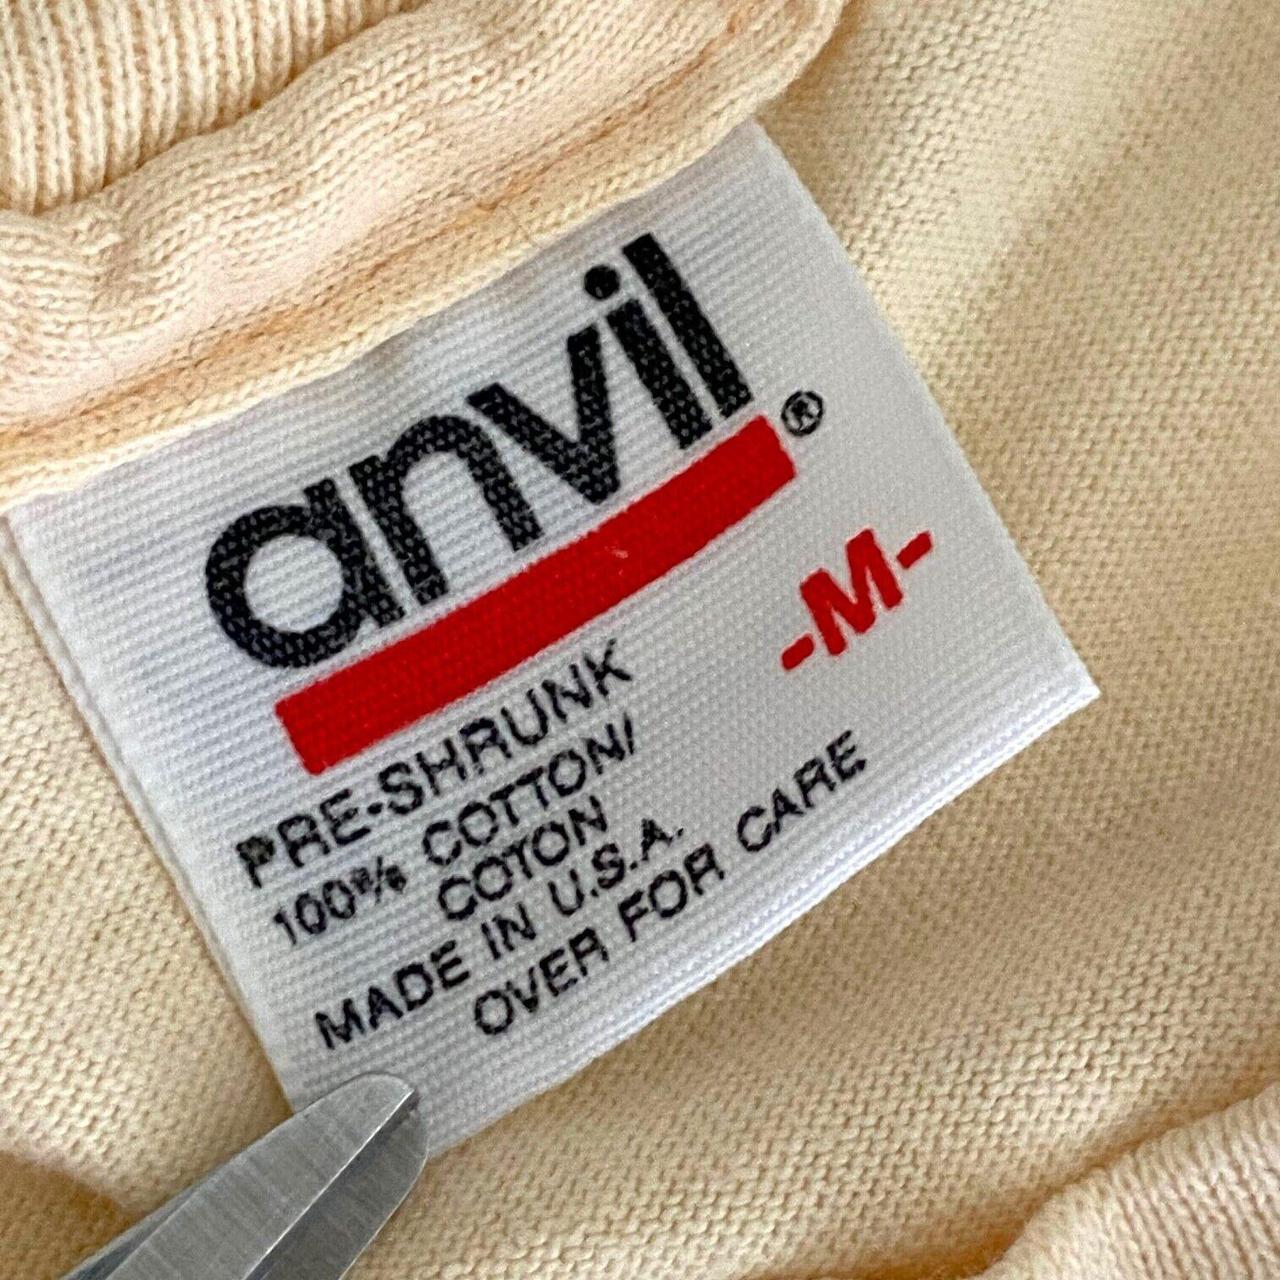 anvil®
-M-
PRE-SHRUNK
100% COTTON/
COTON
MADE IN U.S.A.
OVER FOR CARE